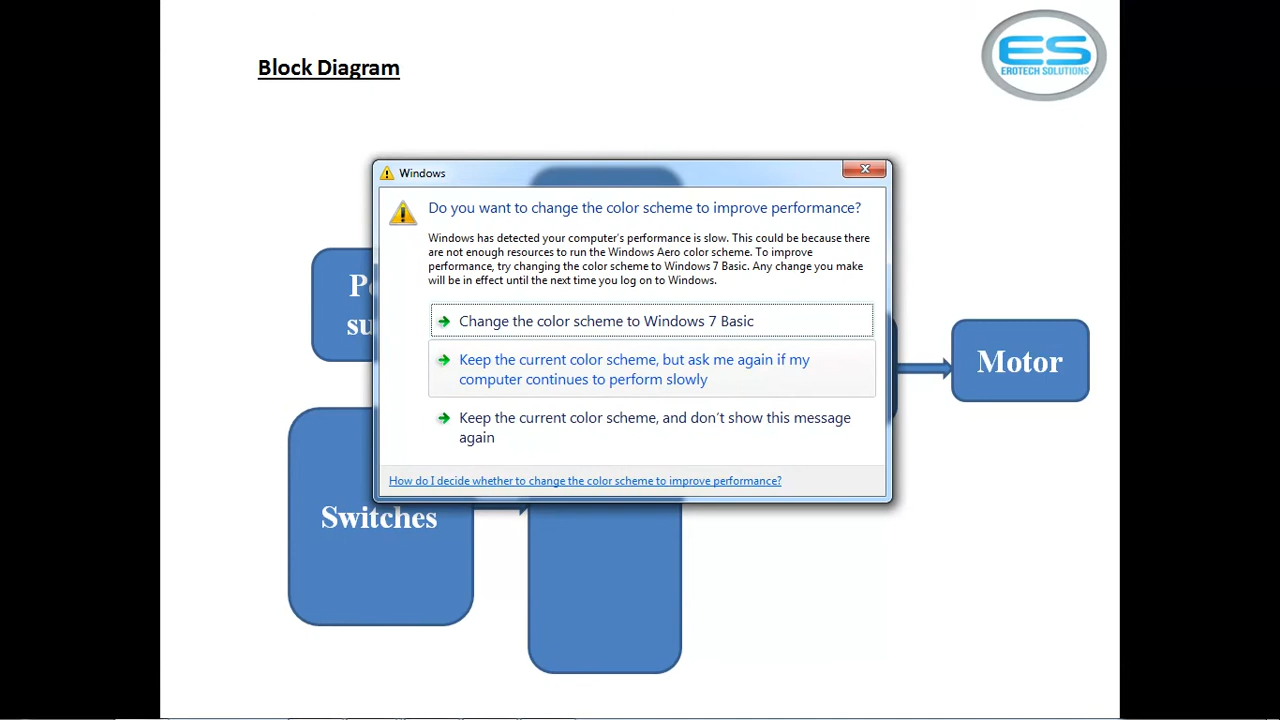 Block Diagram
ES
EROTECH SOLUTIONS
Windows
Do you want to change the color scheme to improve performance?
Windows has detected your computer's performance is slow. This could be because there
are not enough resources to run the Windows Aero color scheme. To improve
performance, try changing the color scheme to Windows 7 Basic. Any change you make
will be in effect until the next time you log on to Windows.
Change the color scheme to Windows 7 Basic
Keep the current color scheme, but ask me again if my
computer continues to perform slowly
Keep the current color scheme, and don't show this message
again
How do I decide whether to change the color scheme to improve performance?
Motor
Switches